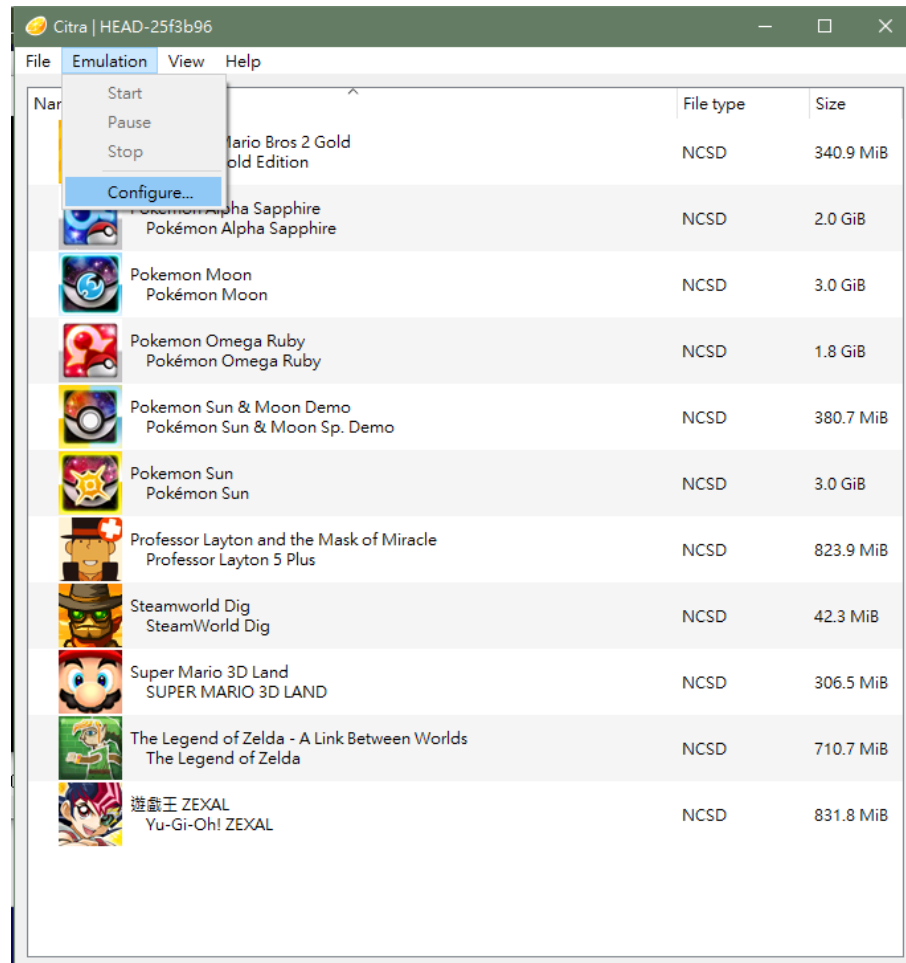 Citra | HEAD-25f3b96
File Emulation View Help
Start
Pause
Stop
Configure...
File type Size
Mario Bros 2 Gold
Gold Edition
NCSD 340.9 MiB
Pokemon Alpha Sapphire
Pokémon Alpha Sapphire
NCSD 2.0 GiB
Pokemon Moon
Pokémon Moon
NCSD 3.0 GiB
Pokemon Omega Ruby
Pokémon Omega Ruby
NCSD 1.8 GiB
Pokemon Sun & Moon Demo
Pokémon Sun & Moon Sp. Demo
NCSD 380.7 MiB
Pokemon Sun
Pokémon Sun
NCSD 3.0 GiB
Professor Layton and the Mask of Miracle
Professor Layton 5 Plus
NCSD 823.9 MiB
Steamworld Dig
SteamWorld Dig
NCSD 42.3 MiB
Super Mario 3D Land
SUPER MARIO 3D LAND
NCSD 306.5 MiB
The Legend of Zelda - A Link Between Worlds
The Legend of Zelda
NCSD 710.7 MiB
遊戲王 ZEXAL
Yu-Gi-Oh! ZEXAL
NCSD 831.8 MiB